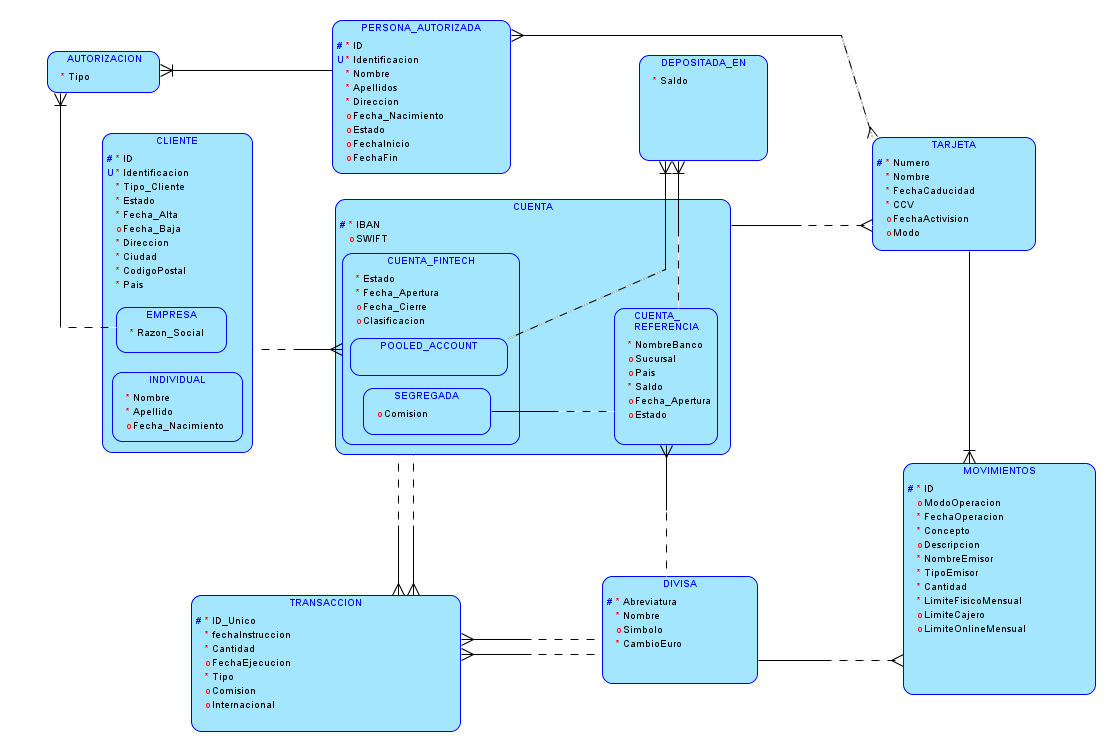 PERSONA_AUTORIZADA
# * ID
U * Identificacion
* Nombre
* Apellidos
* Direccion
o Fecha_Nacimiento
o Estado
o FechaInicio
o FechaFin
AUTORIZACION
* Tipo
DEPOSITADA_EN
* Saldo
CLIENTE
# * ID
U * Identificacion
* Tipo_Cliente
* Estado
* Fecha_Alta
o Fecha_Baja
* Direccion
* Ciudad
* CodigoPostal
* Pais
EMPRESA
* Razon_Social
INDIVIDUAL
* Nombre
* Apellido
o Fecha_Nacimiento
TARJETA
# * Numero
* Nombre
* FechaCaducidad
* CCV
o FechaActivision
o Modo
CUENTA
# * IBAN
o SWIFT
CUENTA_FINTECH
* Estado
* Fecha_Apertura
o Fecha_Cierre
o Clasificacion
POOLED_ACCOUNT
SEGREGADA
o Comision
CUENTA_
REFERENCIA
* NombreBanco
o Sucursal
o Pais
* Saldo
o Fecha_Apertura
o Estado
MOVIMIENTOS
# * ID
o ModoOperacion
* FechaOperacion
* Concepto
o Descripcion
* NombreEmisor
* TipoEmisor
* Cantidad
* LimiteFisicoMensual
o LimiteCajero
o LimiteOnlineMensual
TRANSACCION
# * ID_Unico
* fechaInstruccion
* Cantidad
o FechaEjecucion
* Tipo
o Comision
o Internacional
DIVISA
# * Abreviatura
* Nombre
o Simbolo
* CambioEuro